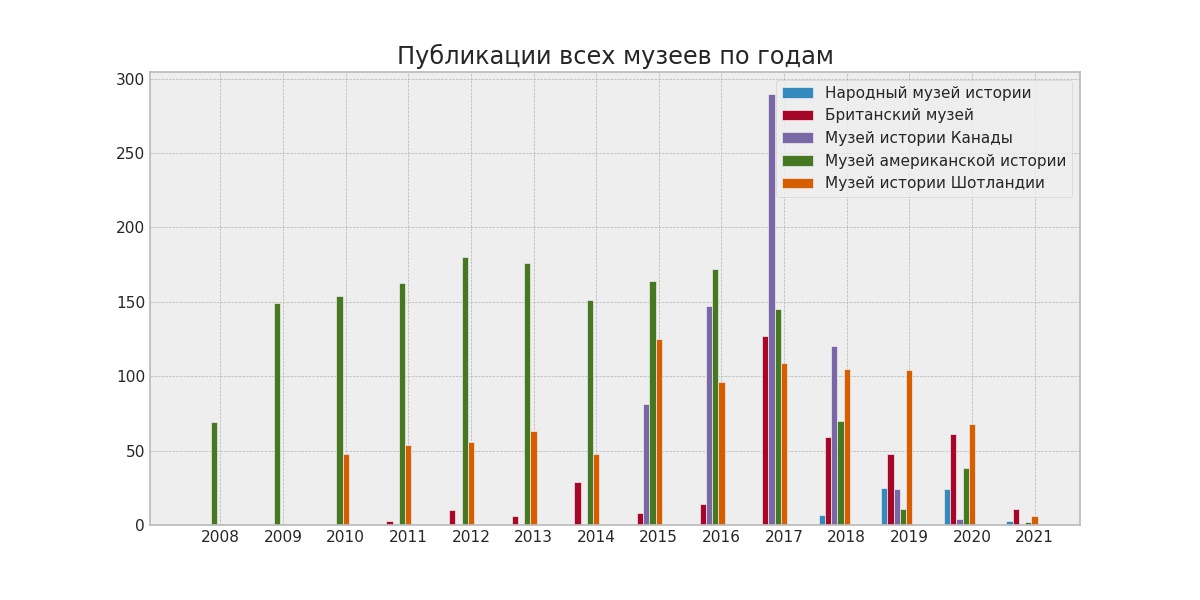 Публикации всех музеев по годам
300
250
200
150
100
50
0
Народный музей истории
Британский музей
Музей истории Канады
Музей американской истории
Музей истории Шотландии
2008 2009 2010 2011 2012 2013 2014 2015 2016 2017 2018 2019 2020 2021